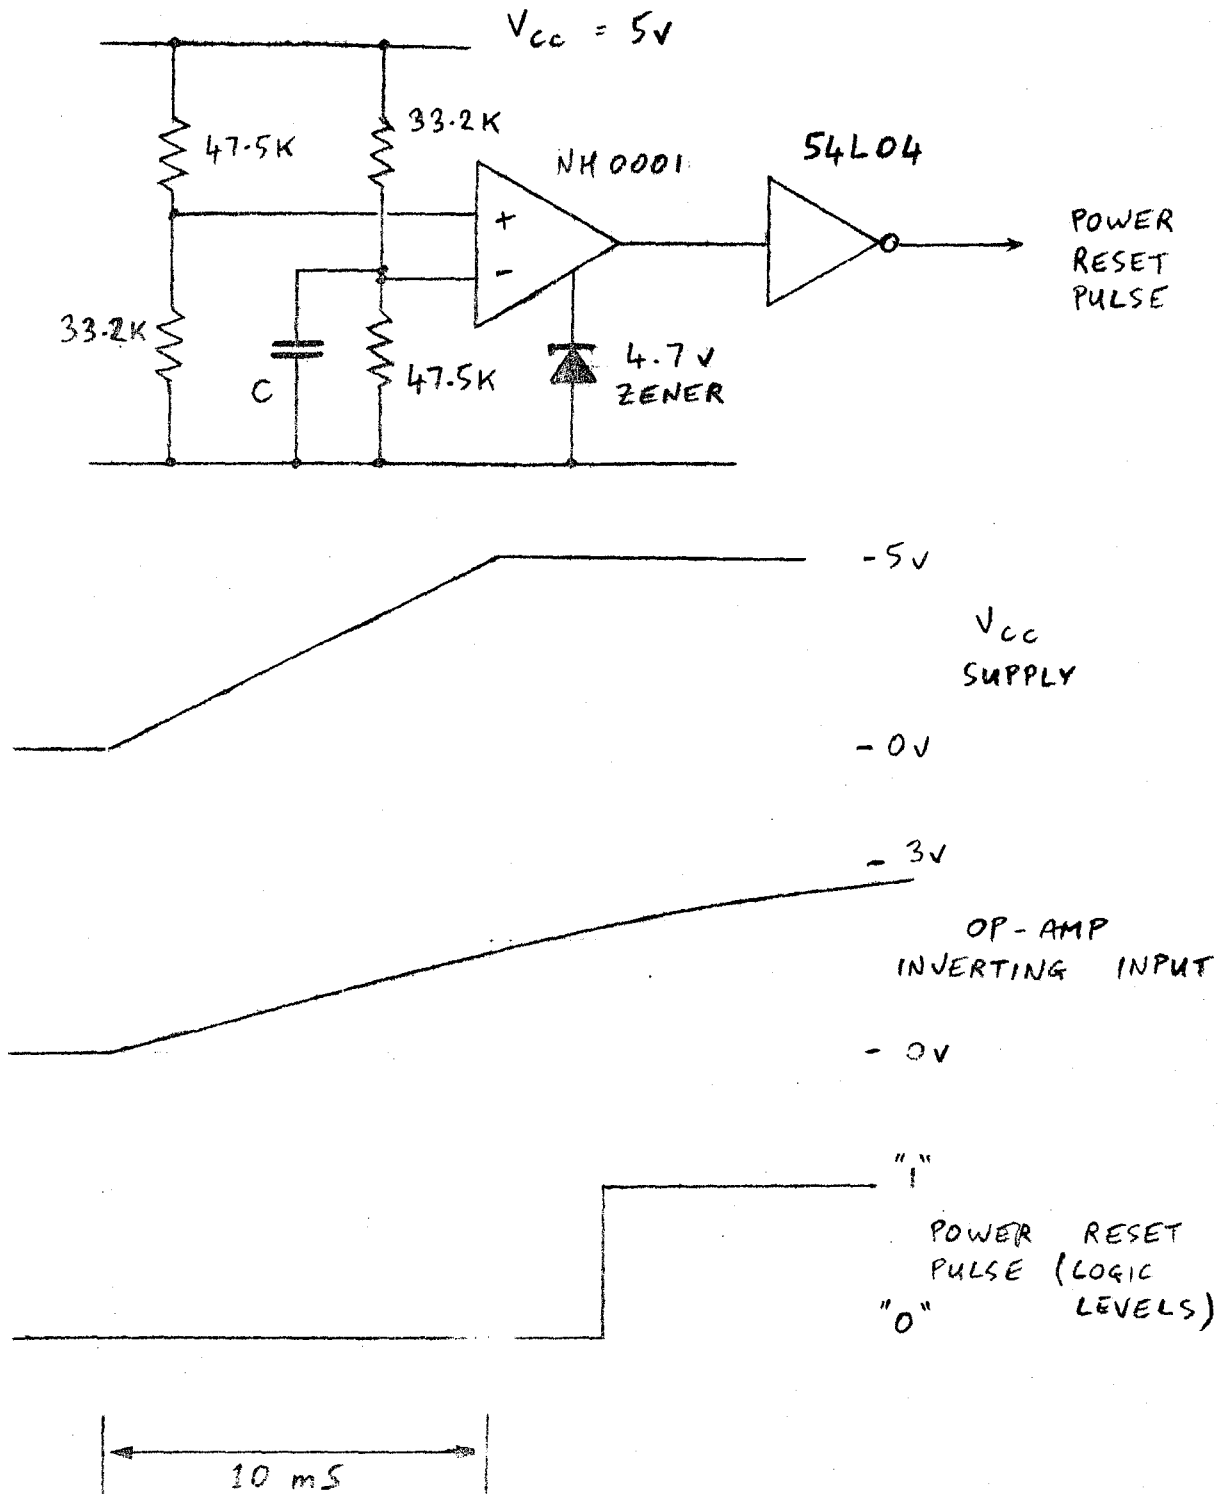 Vcc = 5v
47.5K
33.2K
NH0001
54L04
+
-
POWER
RESET
PULSE
33.2K
C
47.5K
4.7v
ZENER
-5v
Vcc
SUPPLY
-0v
- 3v
OP-AMP
INVERTING INPUT
- 0v
"1"
POWER RESET
PULSE (LOGIC
LEVELS)
"0"
10 mS